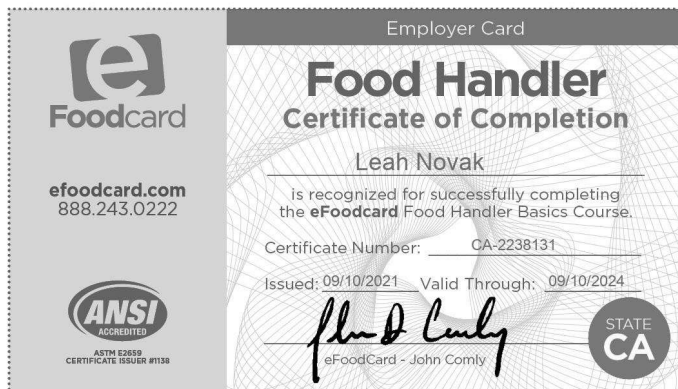 Employer Card
e
Foodcard
efoodcard.com
888.243.0222
ANSI
ACCREDITED
ASTM E2659
CERTIFICATE ISSUER #1138
Food Handler
Certificate of Completion
Leah Novak
is recognized for successfully completing
the eFoodcard Food Handler Basics Course.
Certificate Number: CA-2238131
Issued: 09/10/2021 Valid Through: 09/10/2024
John D Comly
eFoodCard - John Comly
STATE
CA